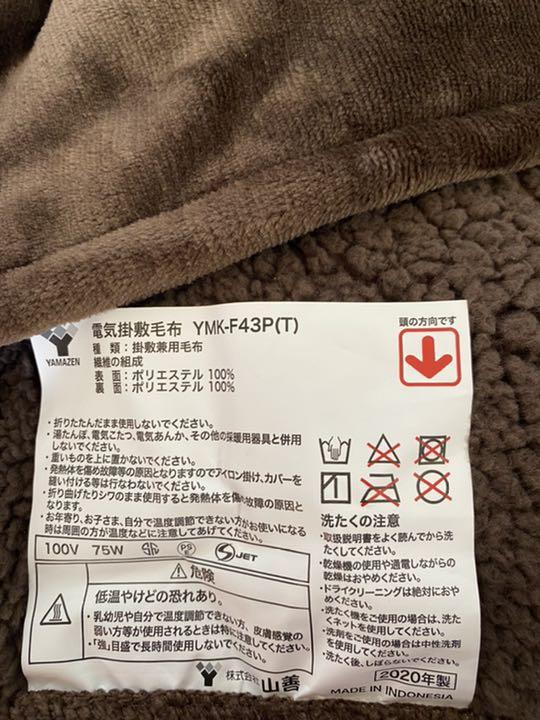 YAMAZEN
電気掛敷毛布 YMK-F43P(T)
種 類：掛敷兼用毛布
繊維の組成
表 面：ポリエステル 100%
裏 面：ポリエステル 100%
頭の方向です
・折りたたんだまま使用しないでください。
・湯たんぽ、電気こたつ、電気あんか、その他の採暖用器具と併用
しないでください。
・重いものを上に置かないでください。
・発熱体を傷め故障等の原因となりますのでアイロン掛け、カバーを
縫い付ける等は行なわないでください。
・折り曲げたりシワのまま使用すると発熱体を傷め故障の原因と
なります。
・お年寄り、お子さま、自分で温度調節できない方がお使いになる
時は周囲の方が温度などに注意してあげてください。
100V 75W PS E S JET
危険
低温やけどの恐れあり。
・乳幼児や自分で温度調節できない方、皮膚感覚の
弱い方等が使用されるときは特に注意してください。
・「強」目盛で長時間使用しないでください。
洗たくの注意
・取扱説明書をよく読んでから洗
たくしてください。
・乾燥機の使用や通電しながらの
乾燥はおやめください。
・ドライクリーニングは絶対におや
めください。
・洗たく機をご使用の場合は、洗た
くネットを使用してください。
・洗剤をご使用の場合は中性洗剤
を使用してください。
・洗たく後、しぼらないでください。
株式会社 山善
2020年製
MADE IN INDONESIA